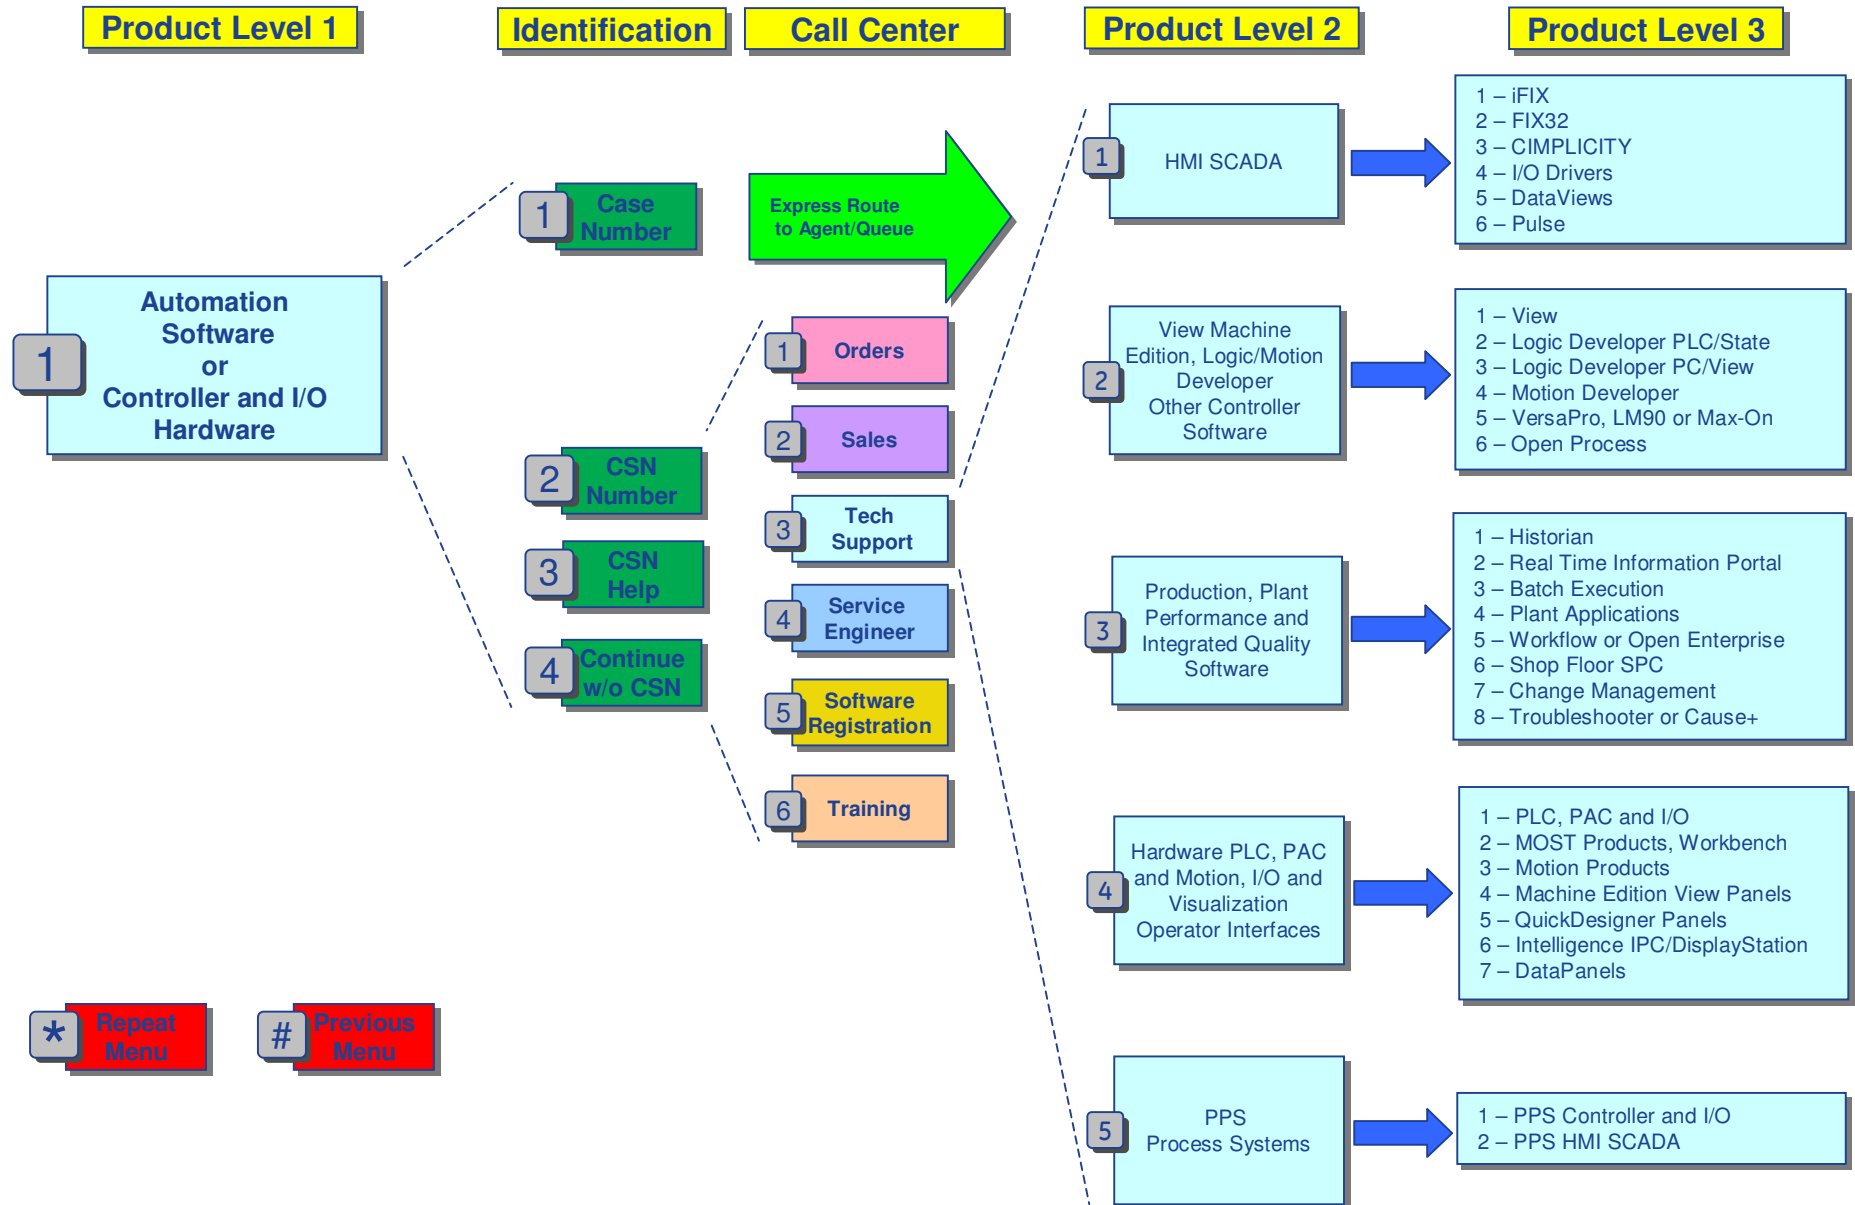 Product Level 1
Identification
Call Center
Product Level 2
Product Level 3
1
Automation
Software
or
Controller and I/O
Hardware
1
Case
Number
2
CSN
Number
3
CSN
Help
4
Continue
w/o CSN
Express Route
to Agent/Queue
1
Orders
2
Sales
3
Tech
Support
4
Service
Engineer
5
Software
Registration
6
Training
1
HMI SCADA
1 – iFIX
2 – FIX32
3 – CIMPLICITY
4 – I/O Drivers
5 – DataViews
6 – Pulse
2
View Machine
Edition, Logic/Motion
Developer
Other Controller
Software
1 – View
2 – Logic Developer PLC/State
3 – Logic Developer PC/View
4 – Motion Developer
5 – VersaPro, LM90 or Max-On
6 – Open Process
3
Production, Plant
Performance and
Integrated Quality
Software
1 – Historian
2 – Real Time Information Portal
3 – Batch Execution
4 – Plant Applications
5 – Workflow or Open Enterprise
6 – Shop Floor SPC
7 – Change Management
8 – Troubleshooter or Cause+
4
Hardware PLC, PAC
and Motion, I/O and
Visualization
Operator Interfaces
1 – PLC, PAC and I/O
2 – MOST Products, Workbench
3 – Motion Products
4 – Machine Edition View Panels
5 – QuickDesigner Panels
6 – Intelligence IPC/DisplayStation
7 – DataPanels
5
PPS
Process Systems
1 – PPS Controller and I/O
2 – PPS HMI SCADA
*
Repeat
Menu
#
Previous
Menu